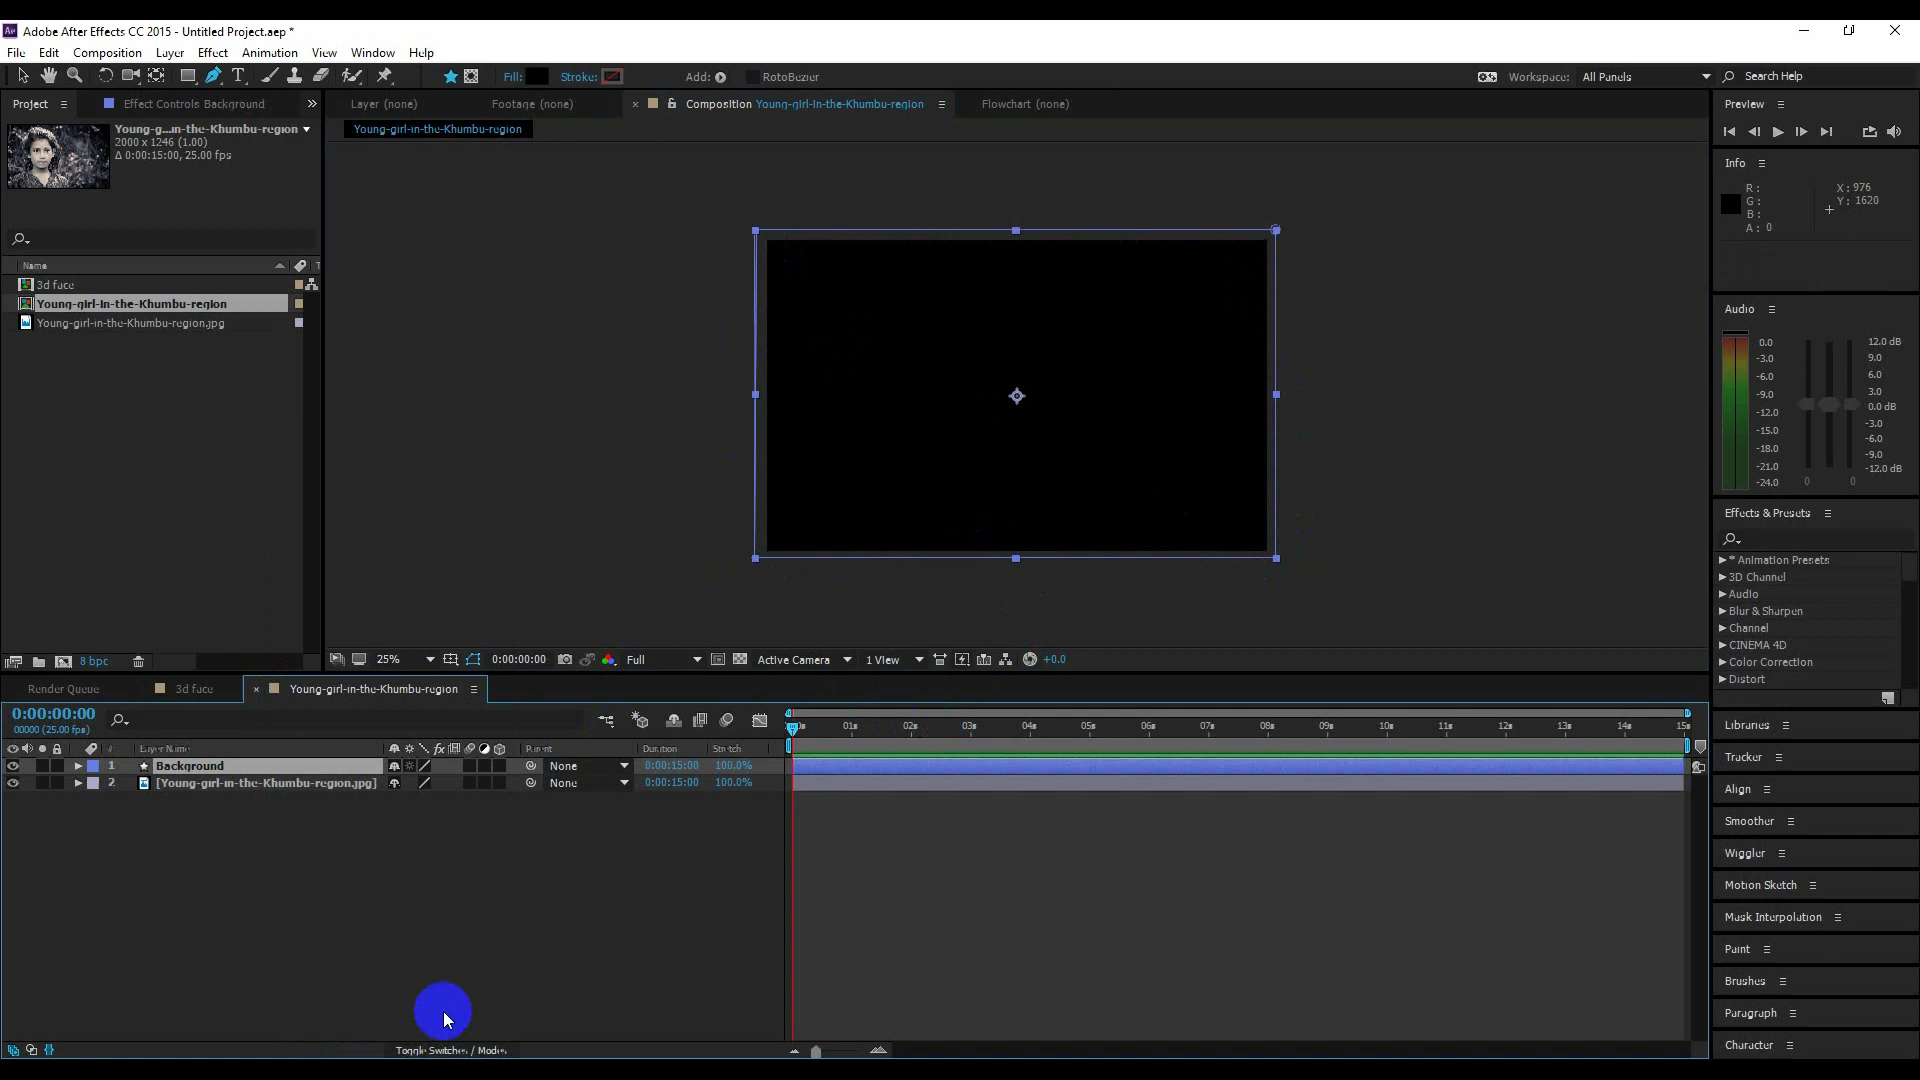 Adobe After Effects CC 2015 - Untitled Project.aep *
File Edit Composition Layer Effect Animation View Window Help
Fill: Stroke: Add: RotoBezier Workspace: All Panels Search Help
Project Effect Controls Background
Layer (none) Footage (none) Composition Young-girl-in-the-Khumbu-region Flowchart (none)
Young-girl-in-the-Khumbu-region
Young-g...in-the-Khumbu-region
2000 x 1246 (1.00)
Δ 0:00:15:00, 25.00 fps
Name
3d face
Young-girl-in-the-Khumbu-region
Young-girl-in-the-Khumbu-region.jpg
8 bpc
25% 0:00:00:00 Full Active Camera 1 View +0.0
Preview
Info
R: X: 976
G: Y: 1620
B:
A: 0
Audio
0.0 12.0 dB
-3.0 9.0
-6.0 6.0
-9.0 3.0
-12.0 0.0 dB
-15.0 -3.0
-18.0 -6.0
-21.0 -9.0
-24.0 -12.0 dB
0 0
Effects & Presets
* Animation Presets
3D Channel
Audio
Blur & Sharpen
Channel
CINEMA 4D
Color Correction
Distort
Libraries
Tracker
Align
Smoother
Wiggler
Motion Sketch
Mask Interpolation
Paint
Brushes
Paragraph
Character
Render Queue 3d face Young-girl-in-the-Khumbu-region
0:00:00:00
00000 (25.00 fps)
01s 02s 03s 04s 05s 06s 07s 08s 09s 10s 11s 12s 13s 14s 15s
# Layer Name Parent Duration Stretch
1 Background None 0:00:15:00 100.0%
2 [Young-girl-in-the-Khumbu-region.jpg] None 0:00:15:00 100.0%
Toggle Switches / Modes